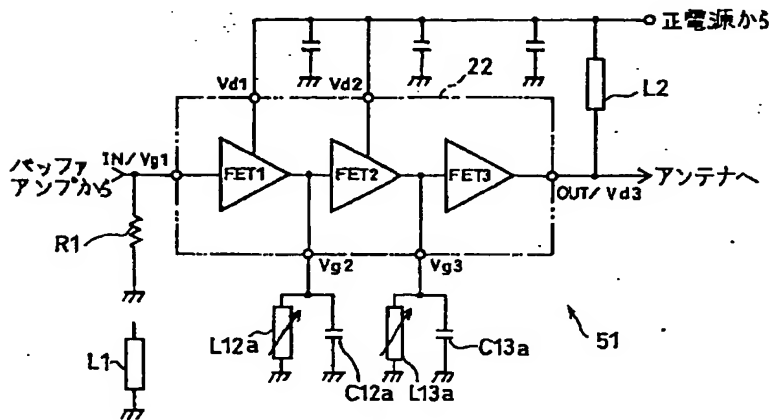 正電源から
22
Vd1
Vd2
L2
バッファ
アンプから
IN/Vg1
FET1
FET2
FET3
アンテナへ
OUT/Vd3
R1
Vg2
Vg3
51
L12a
C13a
L1
C12a
L13a